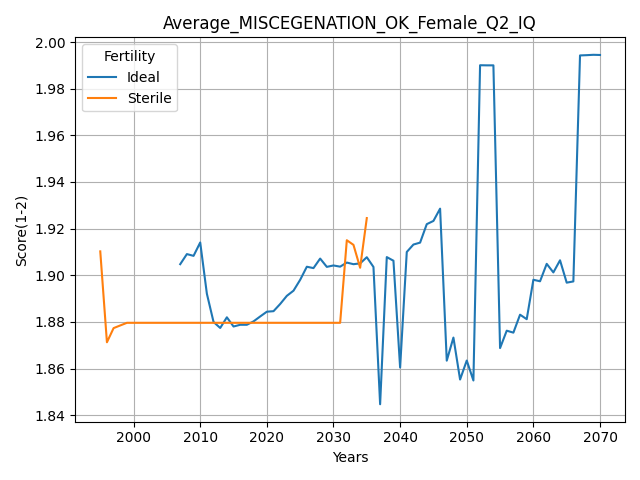 Average_MISCEGENATION_OK_Female_Q2_IQ
Score(1-2)
2.00
1.98
1.96
1.94
1.92
1.90
1.88
1.86
1.84
Fertility
Ideal
Sterile
2000 2010 2020 2030 2040 2050 2060 2070
Years